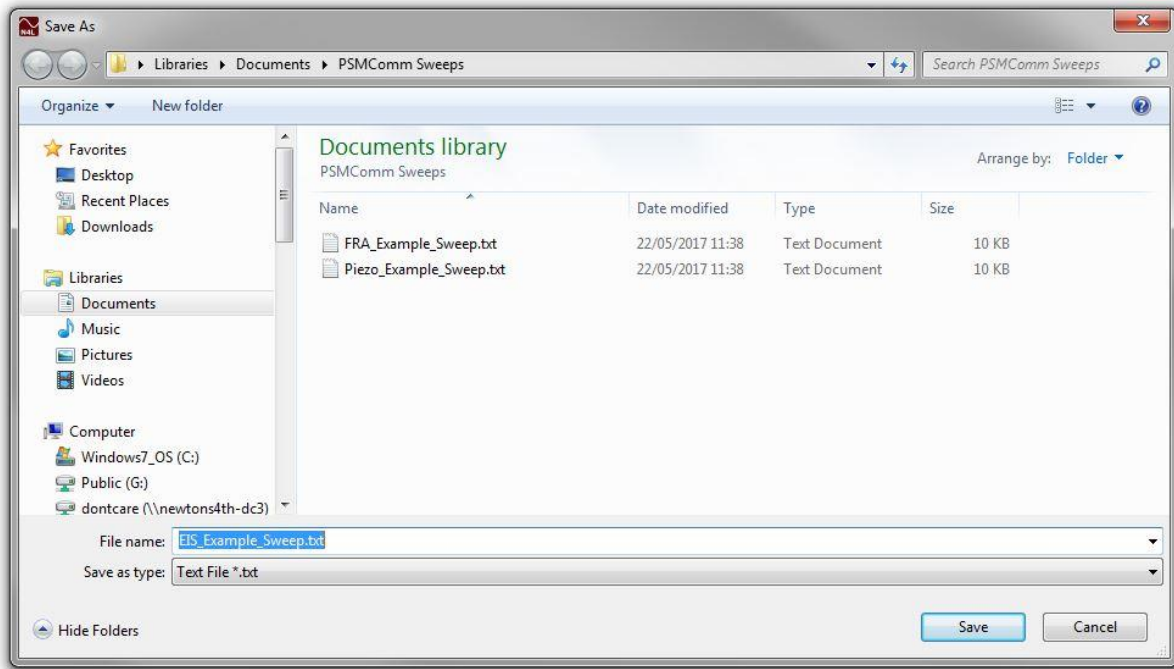 N4L Save As
Libraries Documents PSMComm Sweeps Search PSMComm Sweeps
Organize New folder
Favorites
Desktop
Recent Places
Downloads
Libraries
Documents
Music
Pictures
Videos
Computer
Windows7_OS (C:)
Public (G:)
dontcare (\\newtons4th-dc3)
Documents library
PSMComm Sweeps
Arrange by: Folder
Name Date modified Type Size
FRA_Example_Sweep.txt 22/05/2017 11:38 Text Document 10 KB
Piezo_Example_Sweep.txt 22/05/2017 11:38 Text Document 10 KB
File name: EIS_Example_Sweep.txt
Save as type: Text File *.txt
Hide Folders Save Cancel